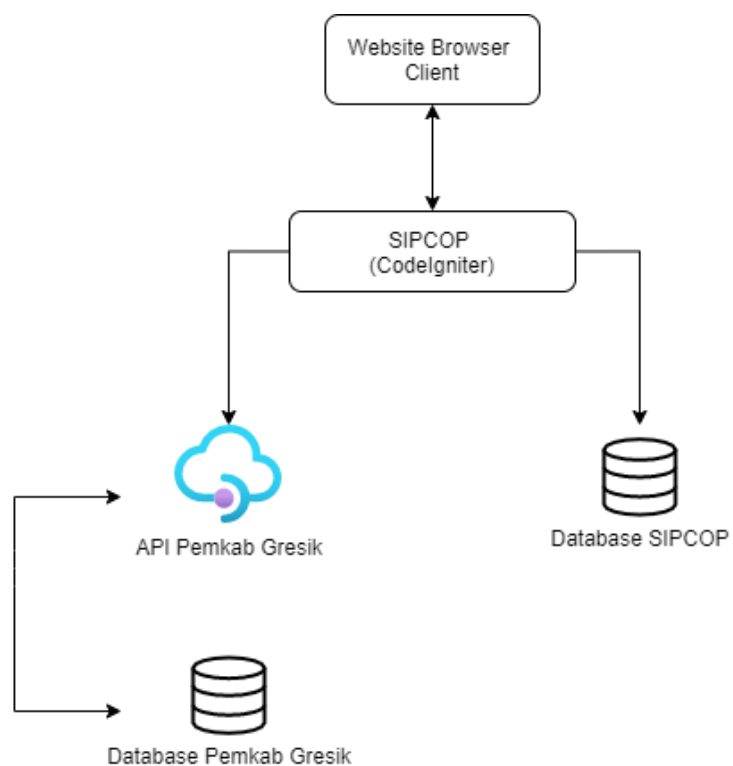 Website Browser
Client
SIPCOP
(CodeIgniter)
API Pemkab Gresik
Database SIPCOP
Database Pemkab Gresik